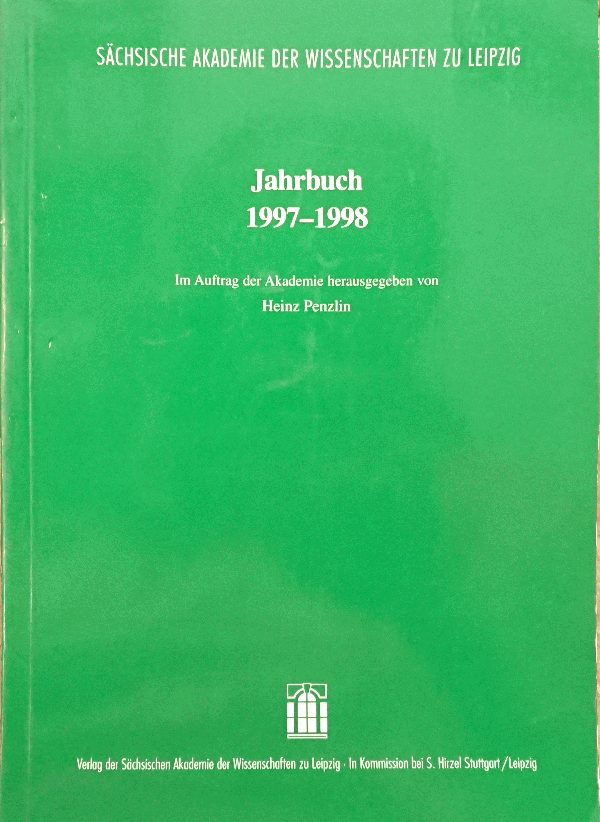 SÄCHSISCHE AKADEMIE DER WISSENSCHAFTEN ZU LEIPZIG
Jahrbuch
1997–1998
Im Auftrag der Akademie herausgegeben von
Heinz Penzlin
Verlag der Sächsischen Akademie der Wissenschaften zu Leipzig · In Kommission bei S. Hirzel Stuttgart/Leipzig